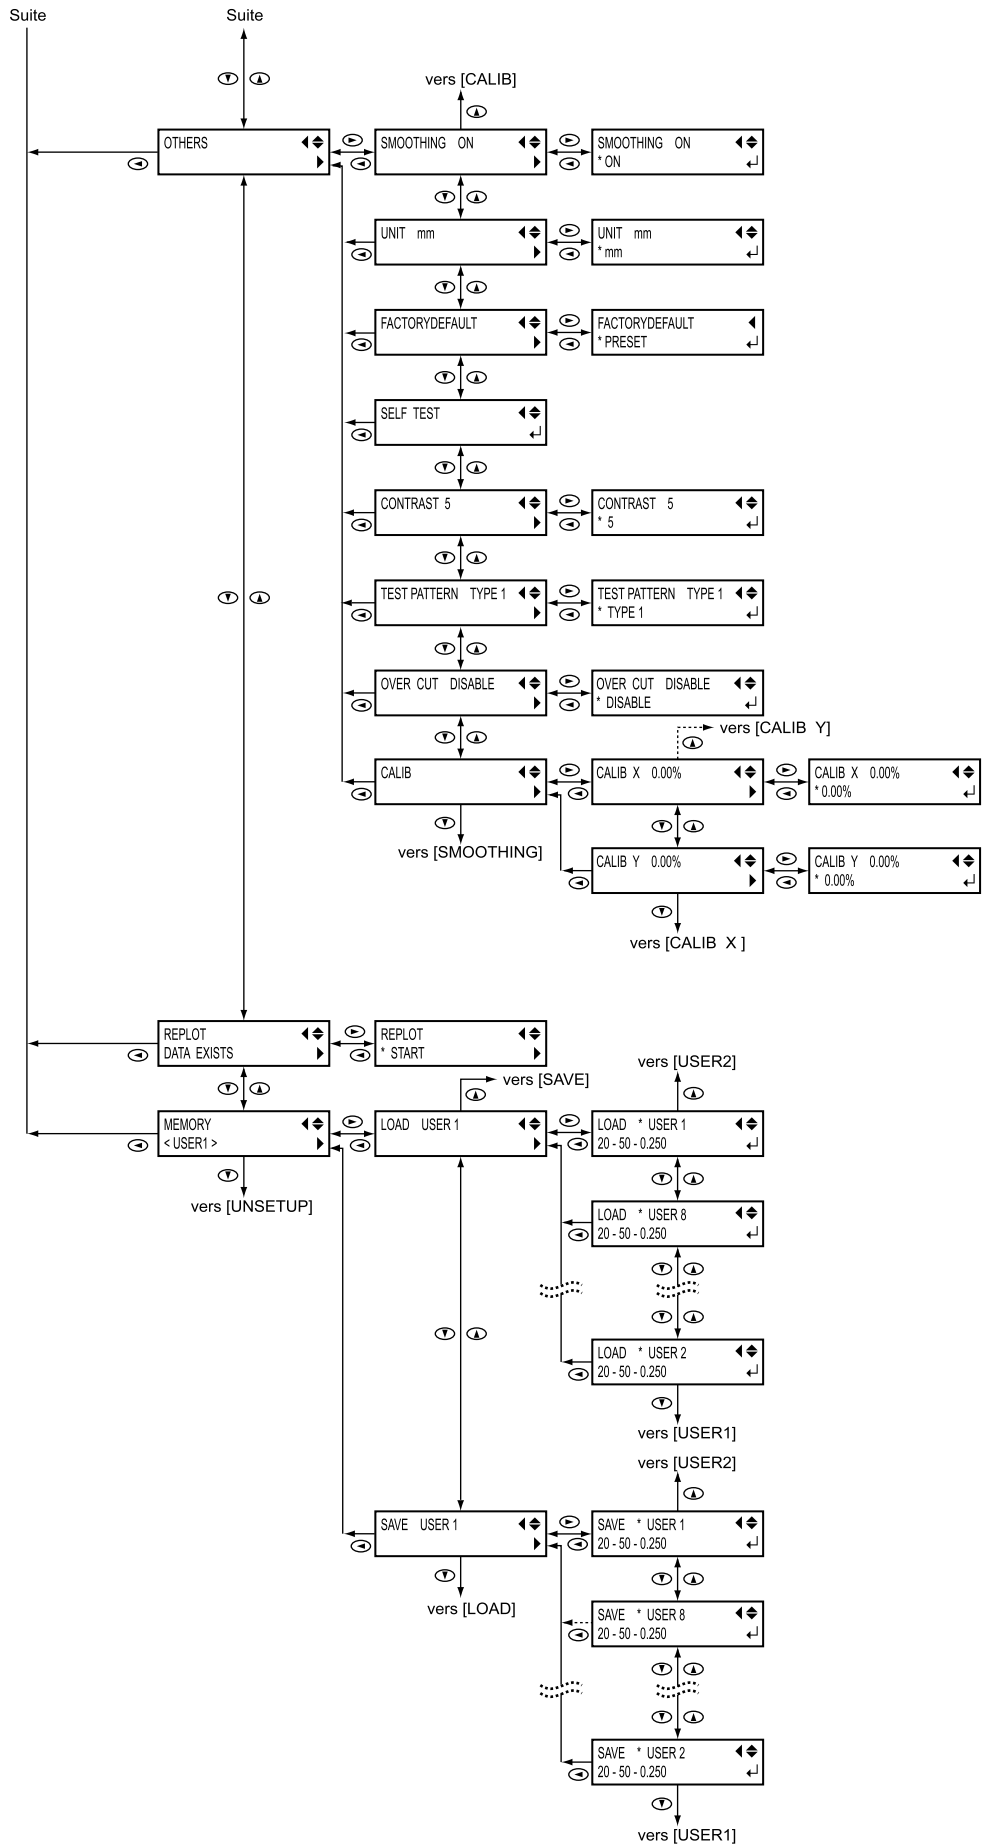 Suite
Suite
vers [CALIB]
OTHERS
SMOOTHING ON
SMOOTHING ON
* ON
UNIT mm
UNIT mm
* mm
FACTORYDEFAULT
FACTORYDEFAULT
* PRESET
SELF TEST
CONTRAST 5
CONTRAST 5
* 5
TEST PATTERN TYPE 1
TEST PATTERN TYPE 1
* TYPE 1
OVER CUT DISABLE
OVER CUT DISABLE
* DISABLE
vers [CALIB Y]
CALIB
CALIB X 0.00%
CALIB X 0.00%
* 0.00%
vers [SMOOTHING]
CALIB Y 0.00%
CALIB Y 0.00%
* 0.00%
vers [CALIB X ]
REPLOT
DATA EXISTS
REPLOT
* START
vers [SAVE]
vers [USER2]
MEMORY
< USER1 >
LOAD USER 1
LOAD * USER 1
20 - 50 - 0.250
vers [UNSETUP]
LOAD * USER 8
20 - 50 - 0.250
LOAD * USER 2
20 - 50 - 0.250
vers [USER1]
vers [USER2]
SAVE USER 1
SAVE * USER 1
20 - 50 - 0.250
vers [LOAD]
SAVE * USER 8
20 - 50 - 0.250
SAVE * USER 2
20 - 50 - 0.250
vers [USER1]